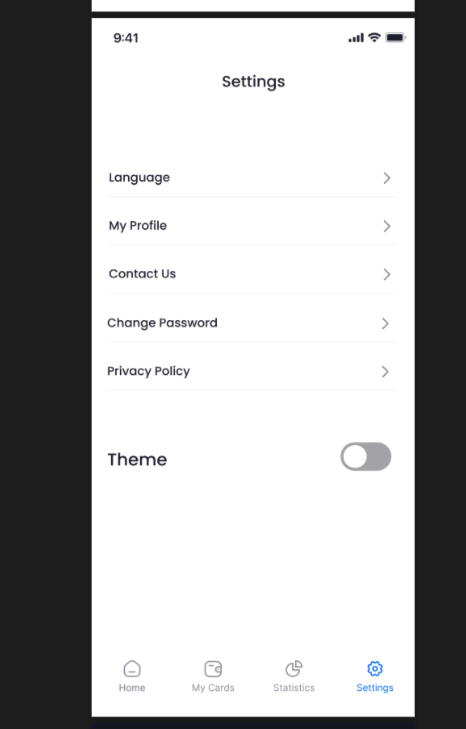 9:41
Settings
Language
My Profile
Contact Us
Change Password
Privacy Policy
Theme
Home My Cards Statistics Settings